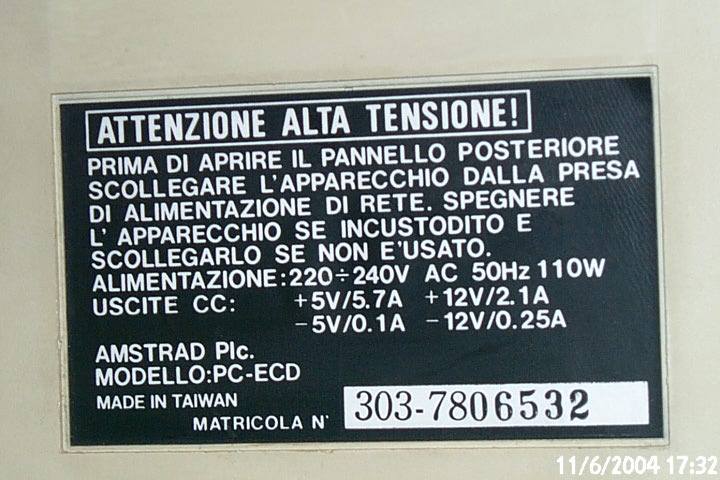 ATTENZIONE ALTA TENSIONE!
PRIMA DI APRIRE IL PANNELLO POSTERIORE
SCOLLEGARE L'APPARECCHIO DALLA PRESA
DI ALIMENTAZIONE DI RETE. SPEGNERE
L' APPARECCHIO SE INCUSTODITO E
SCOLLEGARLO SE NON E'USATO.
ALIMENTAZIONE:220÷240V AC 50Hz 110W
USCITE CC: +5V/5.7A +12V/2.1A
−5V/0.1A −12V/0.25A
AMSTRAD Plc.
MODELLO:PC-ECD
MADE IN TAIWAN
MATRICOLA N' 303-7806532
11/6/2004 17:32